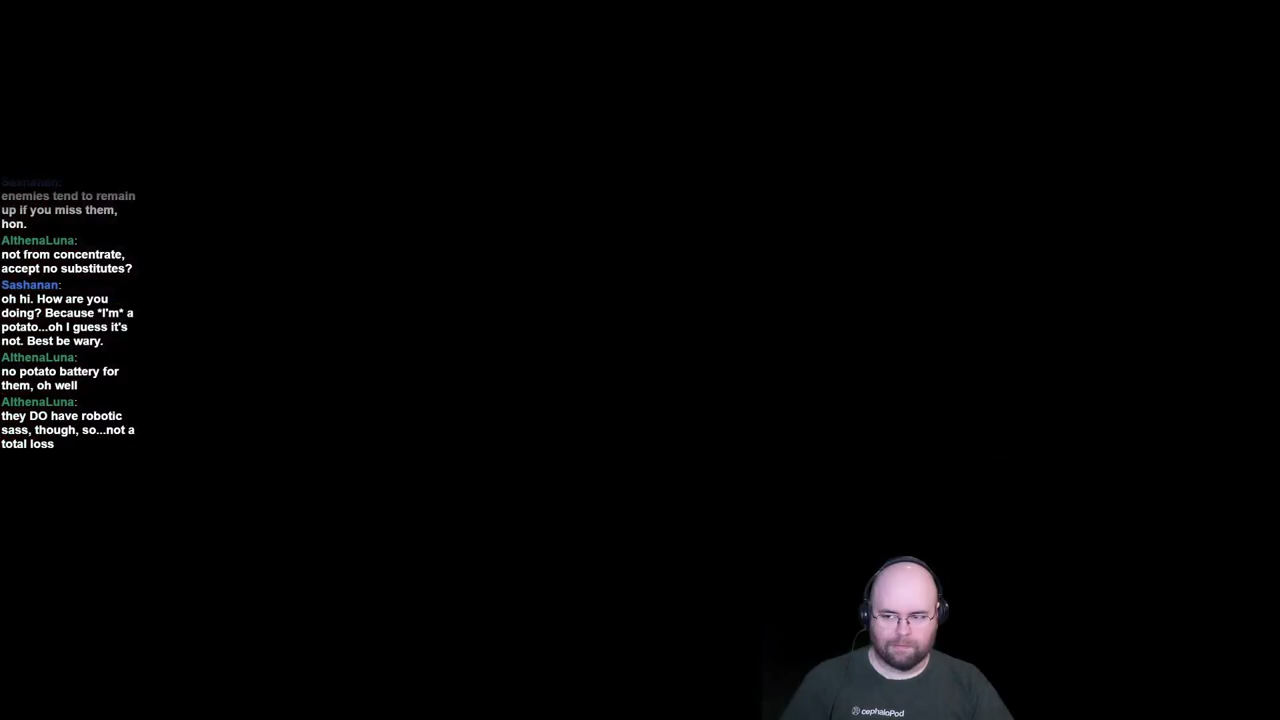 Sashanan:
enemies tend to remain
up if you miss them,
hon.
AlthenaLuna:
not from concentrate,
accept no substitutes?
Sashanan:
oh hi. How are you
doing? Because *I'm* a
potato...oh I guess it's
not. Best be wary.
AlthenaLuna:
no potato battery for
them, oh well
AlthenaLuna:
they DO have robotic
sass, though, so...not a
total loss
cephaloPod